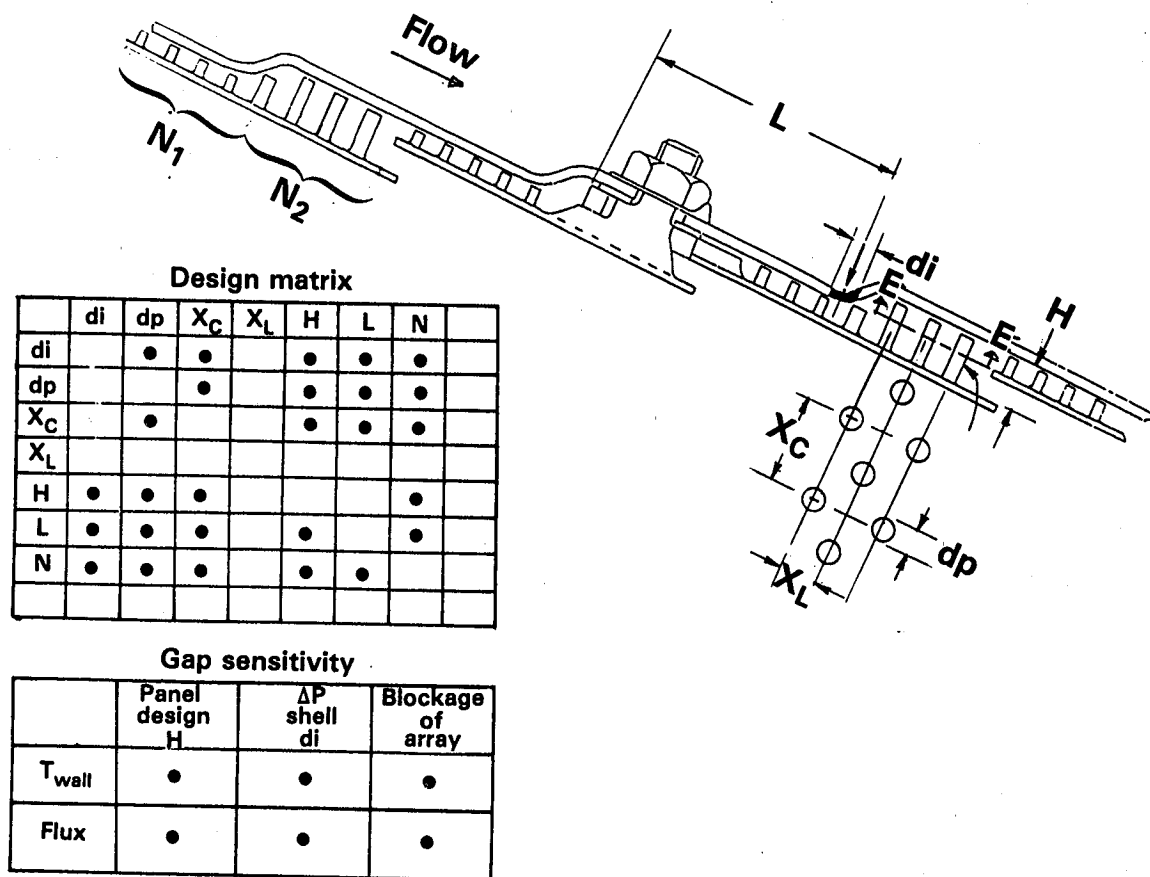 Flow
L
N1
N2
di
E
H
E
XC
XL
dp
Design matrix
di dp XC XL H L N
di
dp
XC
XL
H
L
N
Gap sensitivity
Panel design H
ΔP shell di
Blockage of array
Twall
Flux